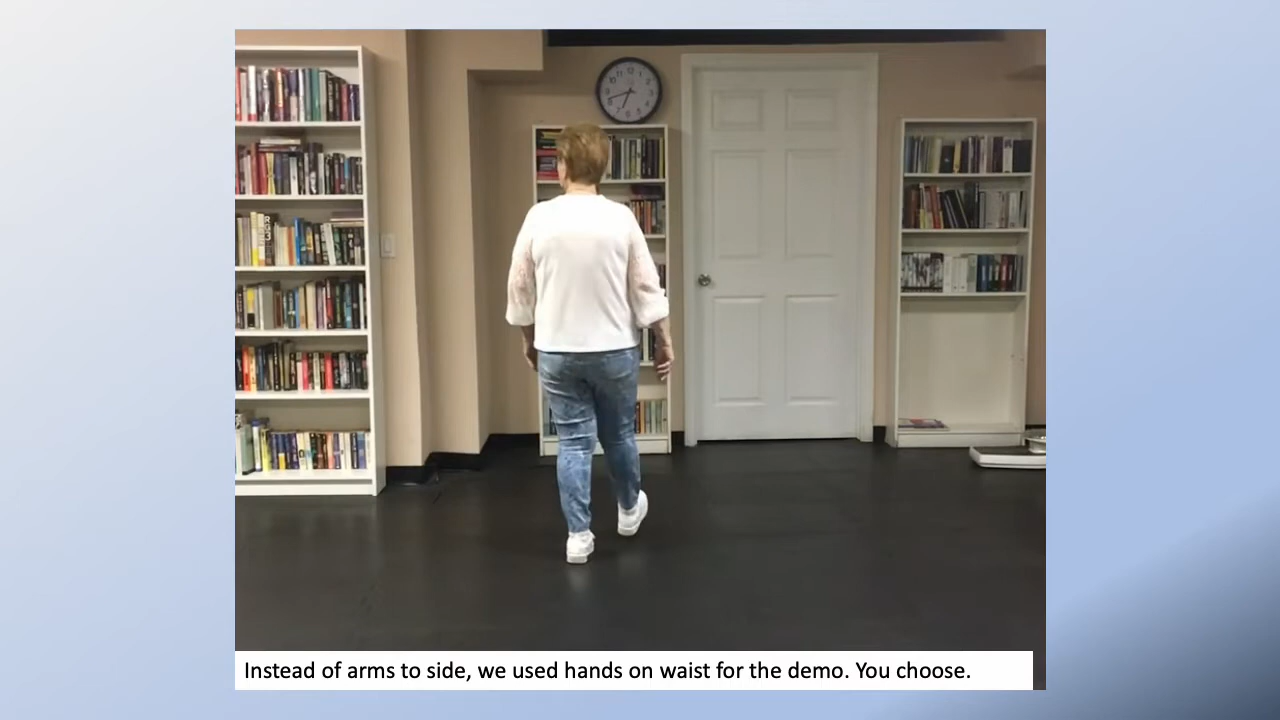 Instead of arms to side, we used hands on waist for the demo. You choose.